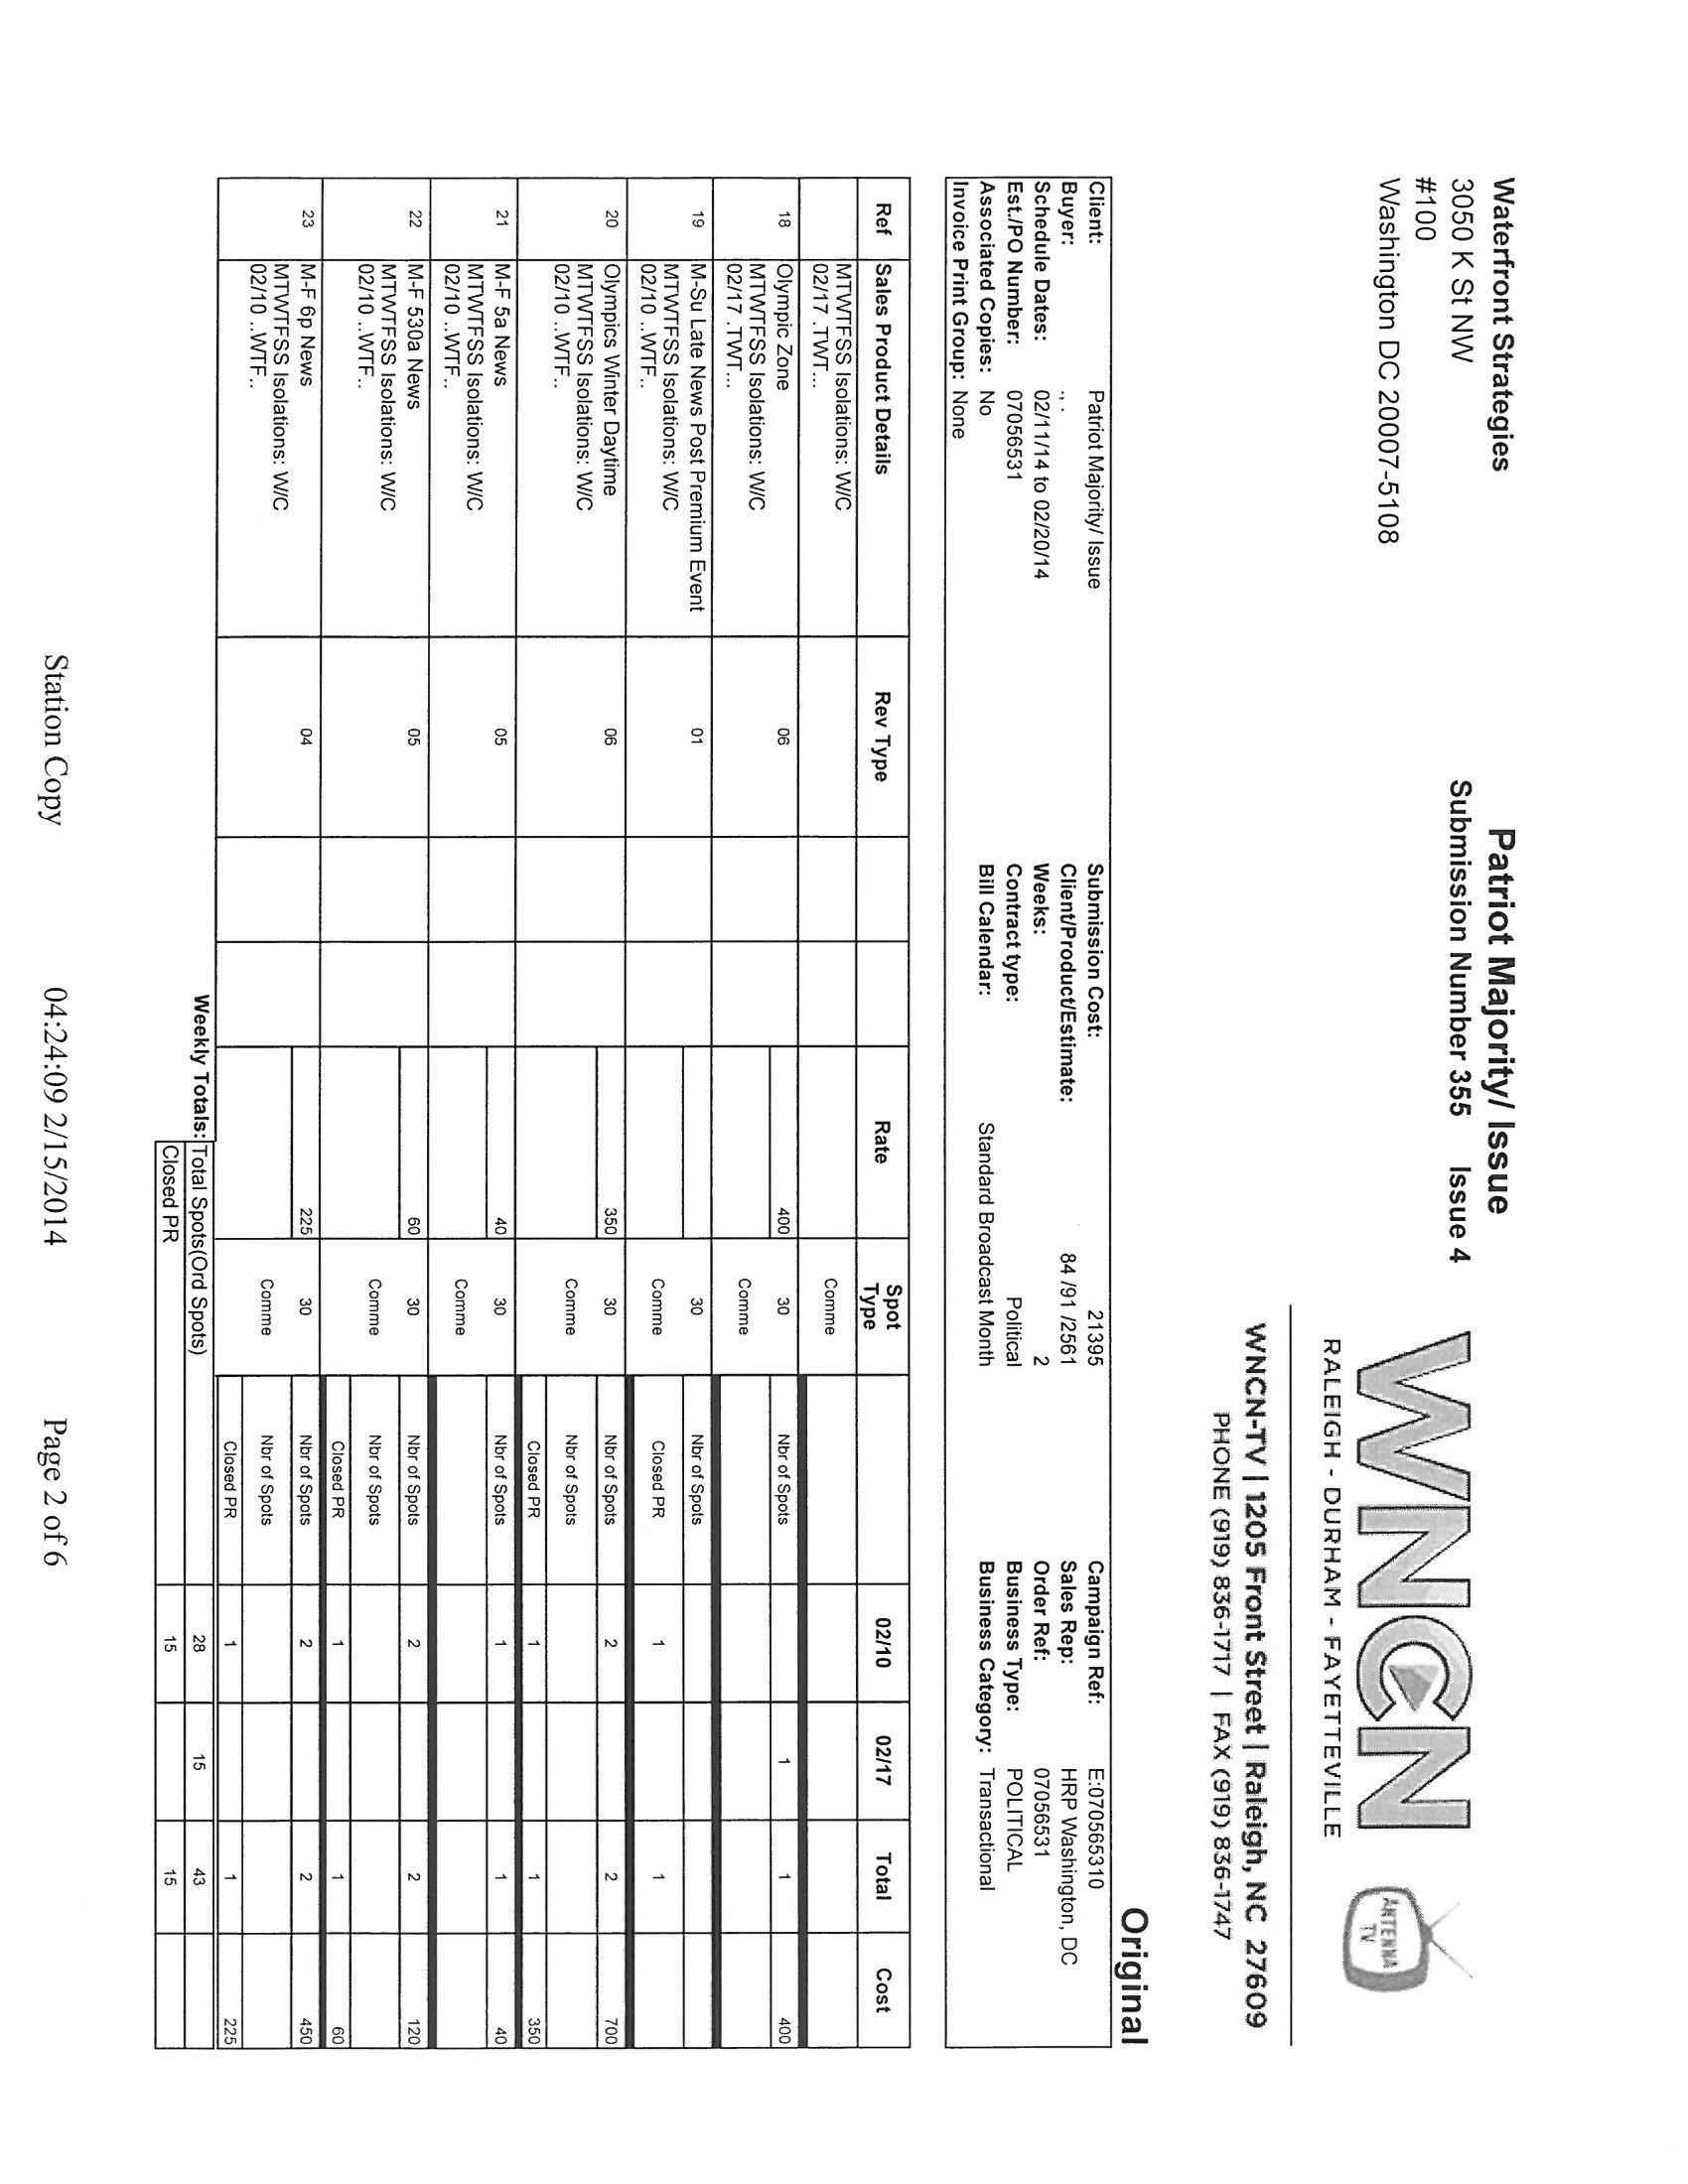 Waterfront Strategies
3050 K St NW
#100
Washington DC 20007-5108
Patriot Majority/ Issue
Submission Number 355 Issue 4
WNCN
RALEIGH - DURHAM - FAYETTEVILLE
ANTENNA
TV
WNCN-TV | 1205 Front Street | Raleigh, NC 27609
PHONE (919) 836-1717 | FAX (919) 836-1747
Original
Client: Patriot Majority/ Issue Submission Cost: 21395 Campaign Ref: E:070565310
Buyer: ., . Client/Product/Estimate: 84 /91 /2561 Sales Rep: HRP Washington, DC
Schedule Dates: 02/11/14 to 02/20/14 Weeks: 2 Order Ref: 07056531
Est./PO Number: 07056531 Contract type: Political Business Type: POLITICAL
Associated Copies: No Bill Calendar: Standard Broadcast Month Business Category: Transactional
Invoice Print Group: None
Ref Sales Product Details Rev Type Rate Spot Type 02/10 02/17 Total Cost
MTWTFSS Isolations: W/C
02/17 .TWT... Comme
18 Olympic Zone 06 400 30 Nbr of Spots 1 1 400
MTWTFSS Isolations: W/C
02/17 .TWT... Comme
19 M-Su Late News Post Premium Event 01 30 Nbr of Spots
MTWTFSS Isolations: W/C
02/10 ..WTF.. Comme Closed PR 1 1
20 Olympics Winter Daytime 06 350 30 Nbr of Spots 2 2 700
MTWTFSS Isolations: W/C
02/10 ..WTF.. Comme Nbr of Spots
Closed PR 1 1 350
21 M-F 5a News 05 40 30 Nbr of Spots 1 1 40
MTWTFSS Isolations: W/C
02/10 ..WTF.. Comme
22 M-F 530a News 05 60 30 Nbr of Spots 2 2 120
MTWTFSS Isolations: W/C
02/10 ..WTF.. Comme Nbr of Spots
Closed PR 1 1 60
23 M-F 6p News 04 225 30 Nbr of Spots 2 2 450
MTWTFSS Isolations: W/C
02/10 ..WTF.. Comme Nbr of Spots
Closed PR 1 1 225
Weekly Totals: Total Spots(Ord Spots) 28 15 43
Closed PR 15 15
Station Copy 04:24:09 2/15/2014 Page 2 of 6